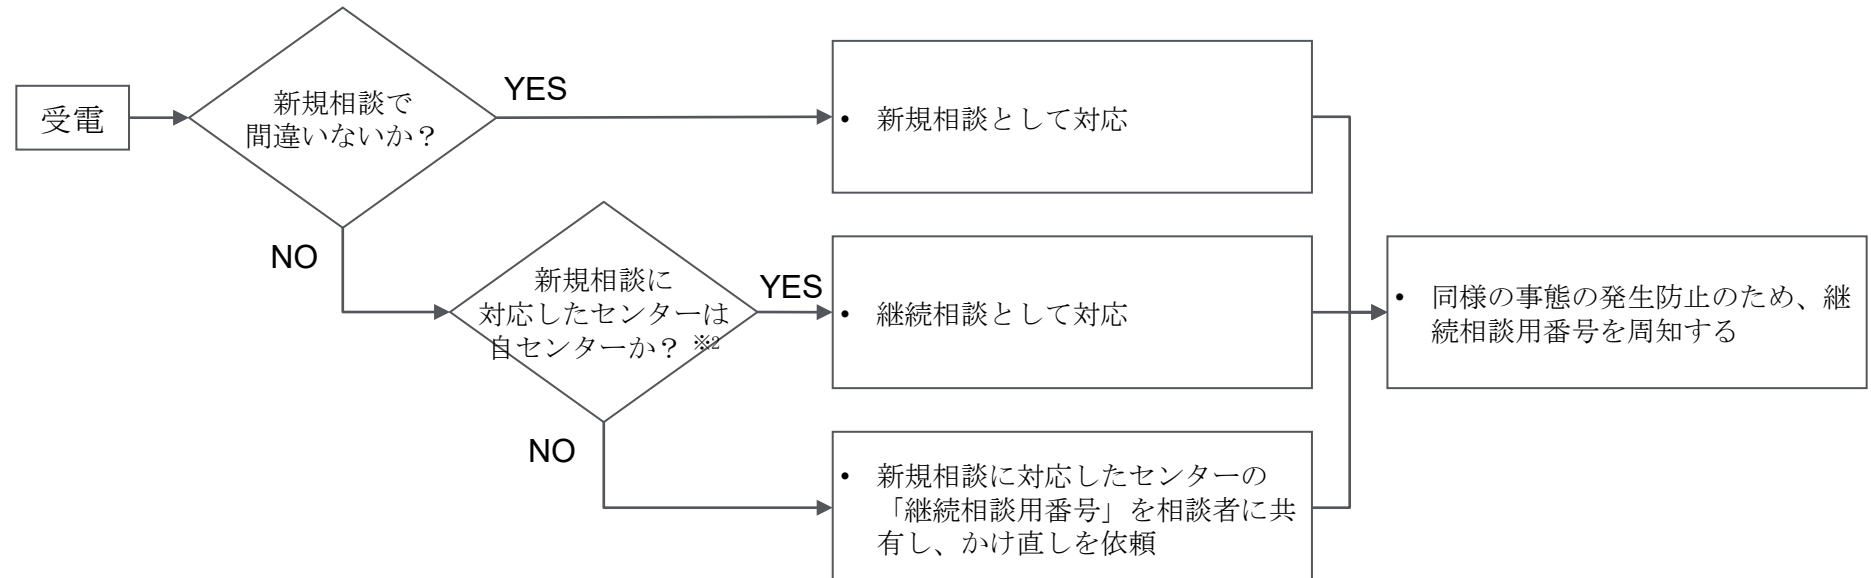 受電
新規相談で
間違いないか？
YES
• 新規相談として対応
NO
新規相談に
対応したセンターは
自センターか？ ※2
YES
• 継続相談として対応
• 同様の事態の発生防止のため、継
続相談用番号を周知する
NO
• 新規相談に対応したセンターの
「継続相談用番号」を相談者に共
有し、かけ直しを依頼